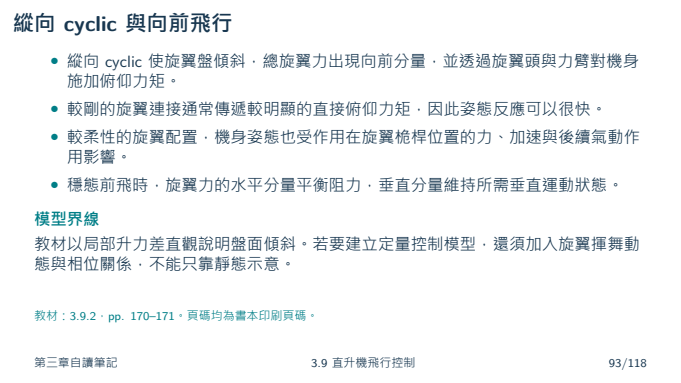 縱向 cyclic 與向前飛行
• 縱向 cyclic 使旋翼盤傾斜，總旋翼力出現向前分量，並透過旋翼頭與力臂對機身
施加俯仰力矩。
• 較剛的旋翼連接通常傳遞較明顯的直接俯仰力矩，因此姿態反應可以很快。
• 較柔性的旋翼配置，機身姿態也受作用在旋翼桅桿位置的力、加速與後續氣動作
用影響。
• 穩態前飛時，旋翼力的水平分量平衡阻力，垂直分量維持所需垂直運動狀態。
模型界線
教材以局部升力差直觀說明盤面傾斜。若要建立定量控制模型，還須加入旋翼揮舞動
態與相位關係，不能只靠靜態示意。
教材：3.9.2，pp. 170–171。頁碼均為書本印刷頁碼。
第三章自讀筆記
3.9 直升機飛行控制
93/118